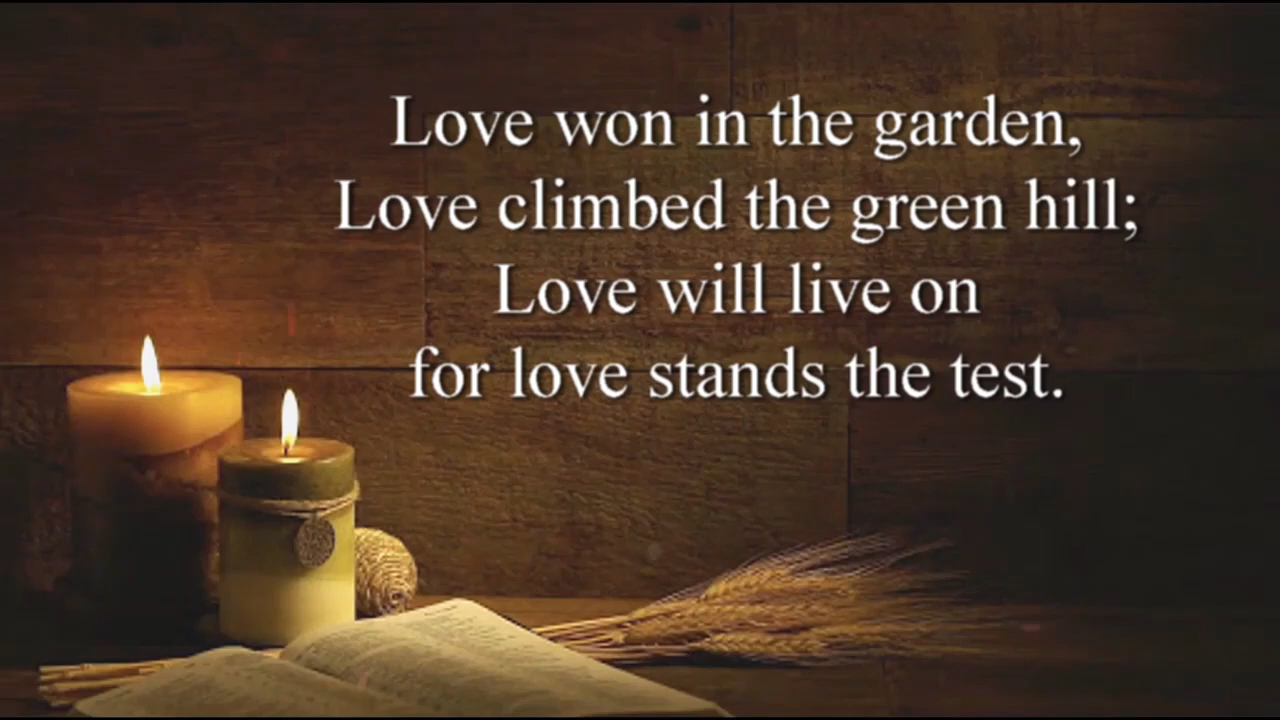 Love won in the garden,
Love climbed the green hill;
Love will live on
for love stands the test.